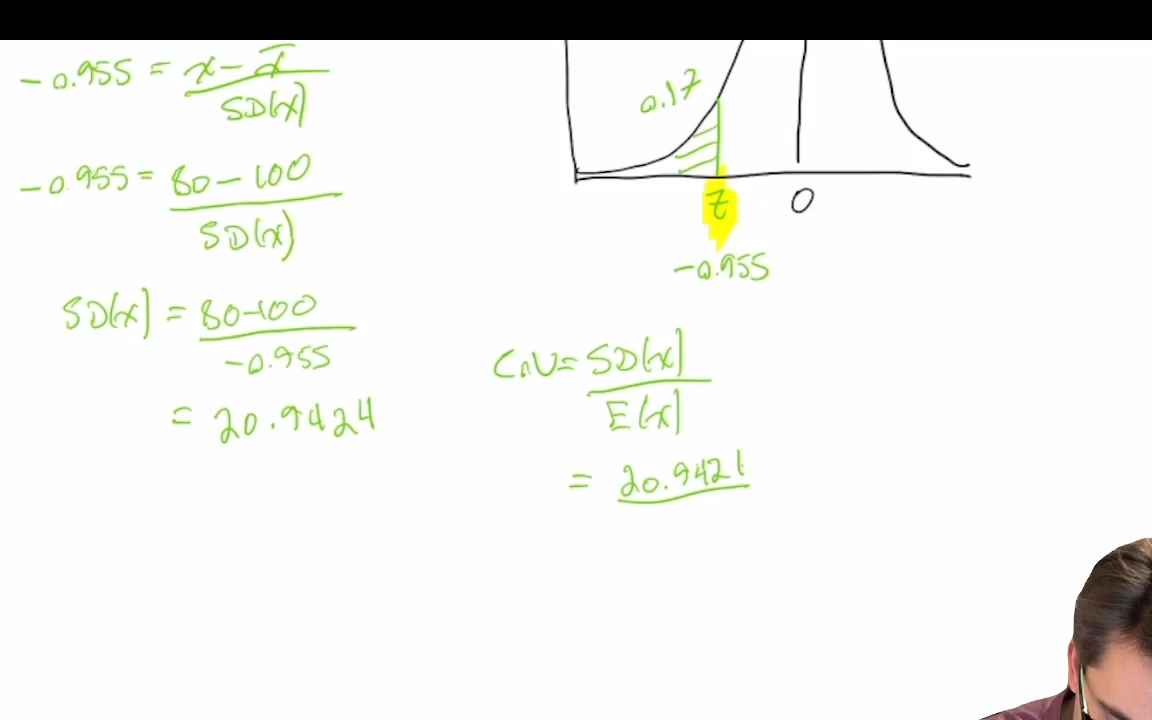 -0.955 = x - x̄
SD(x)
-0.955 = 80 - 100
SD(x)
SD(x) = 80-100
-0.955
= 20.9424
0.17
z
0
-0.955
CoV = SD(x)
E(x)
= 20.942